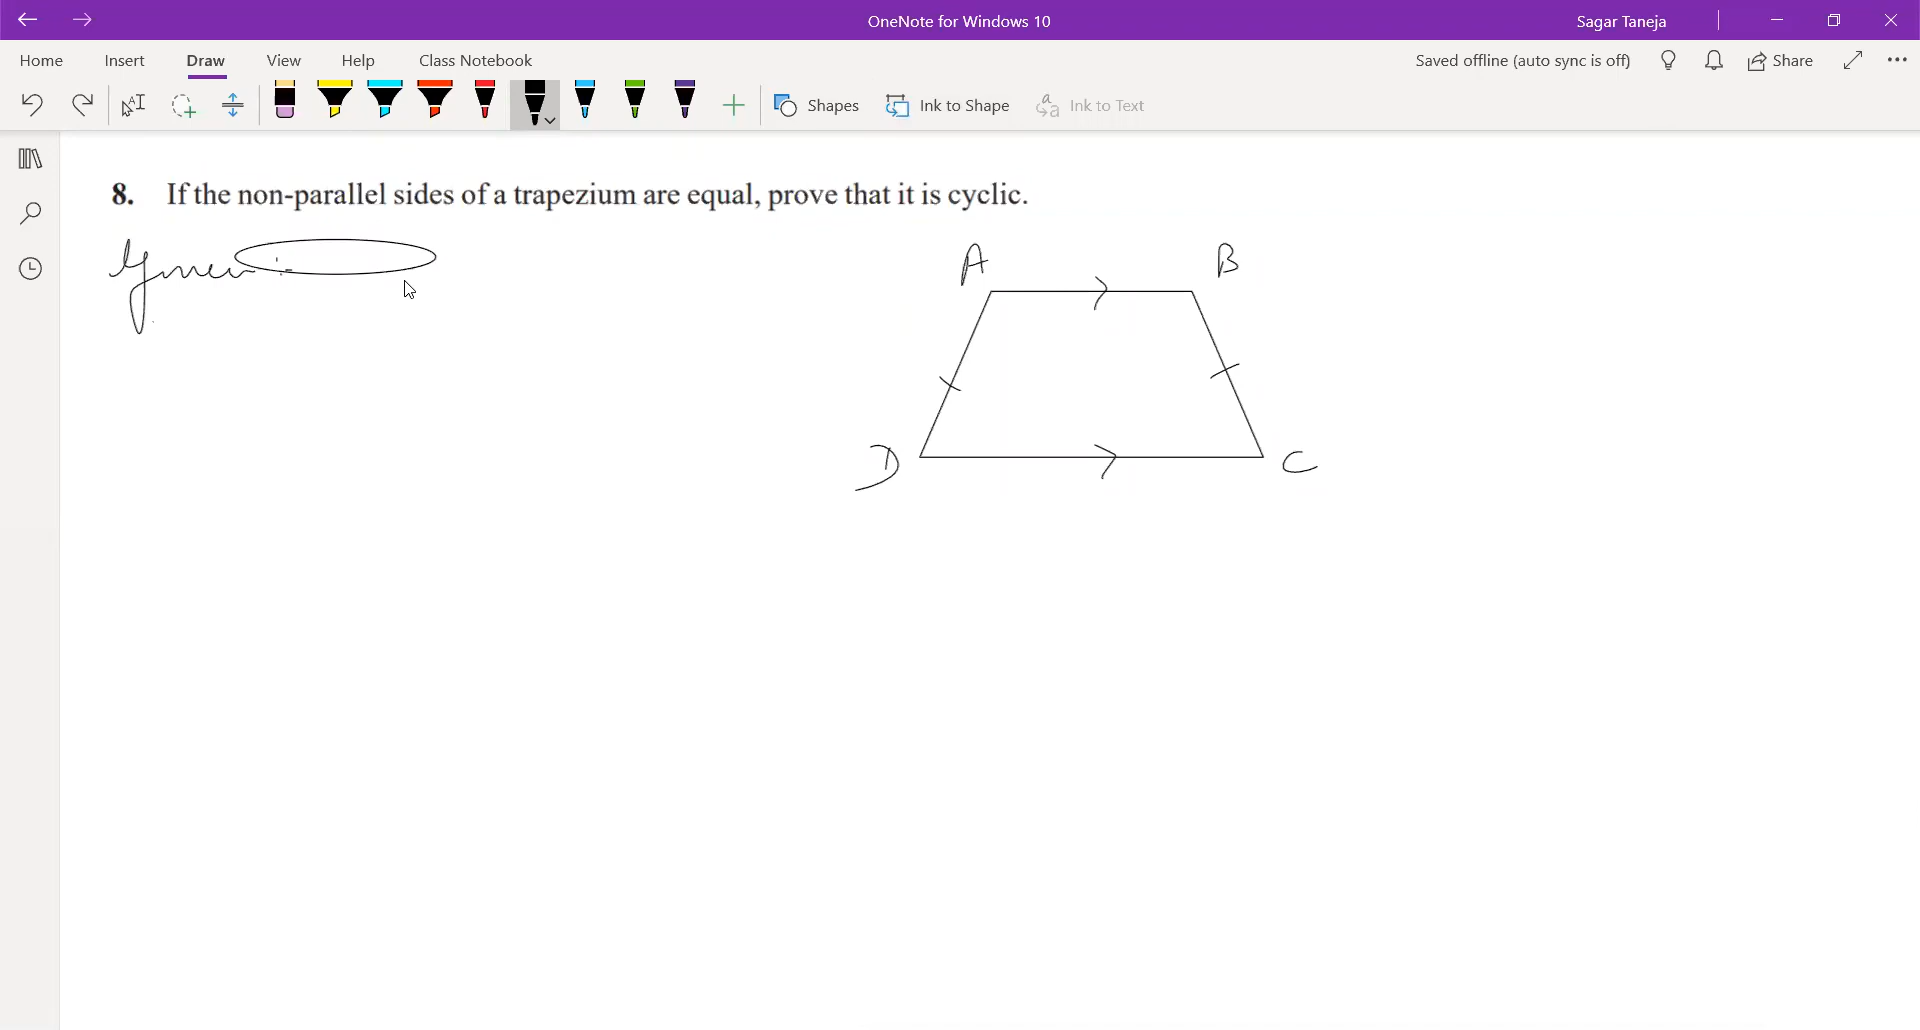 OneNote for Windows 10
Sagar Taneja
Home Insert Draw View Help Class Notebook
Saved offline (auto sync is off) Share
Shapes Ink to Shape Ink to Text
8. If the non-parallel sides of a trapezium are equal, prove that it is cyclic.
Given :-
A B
D C